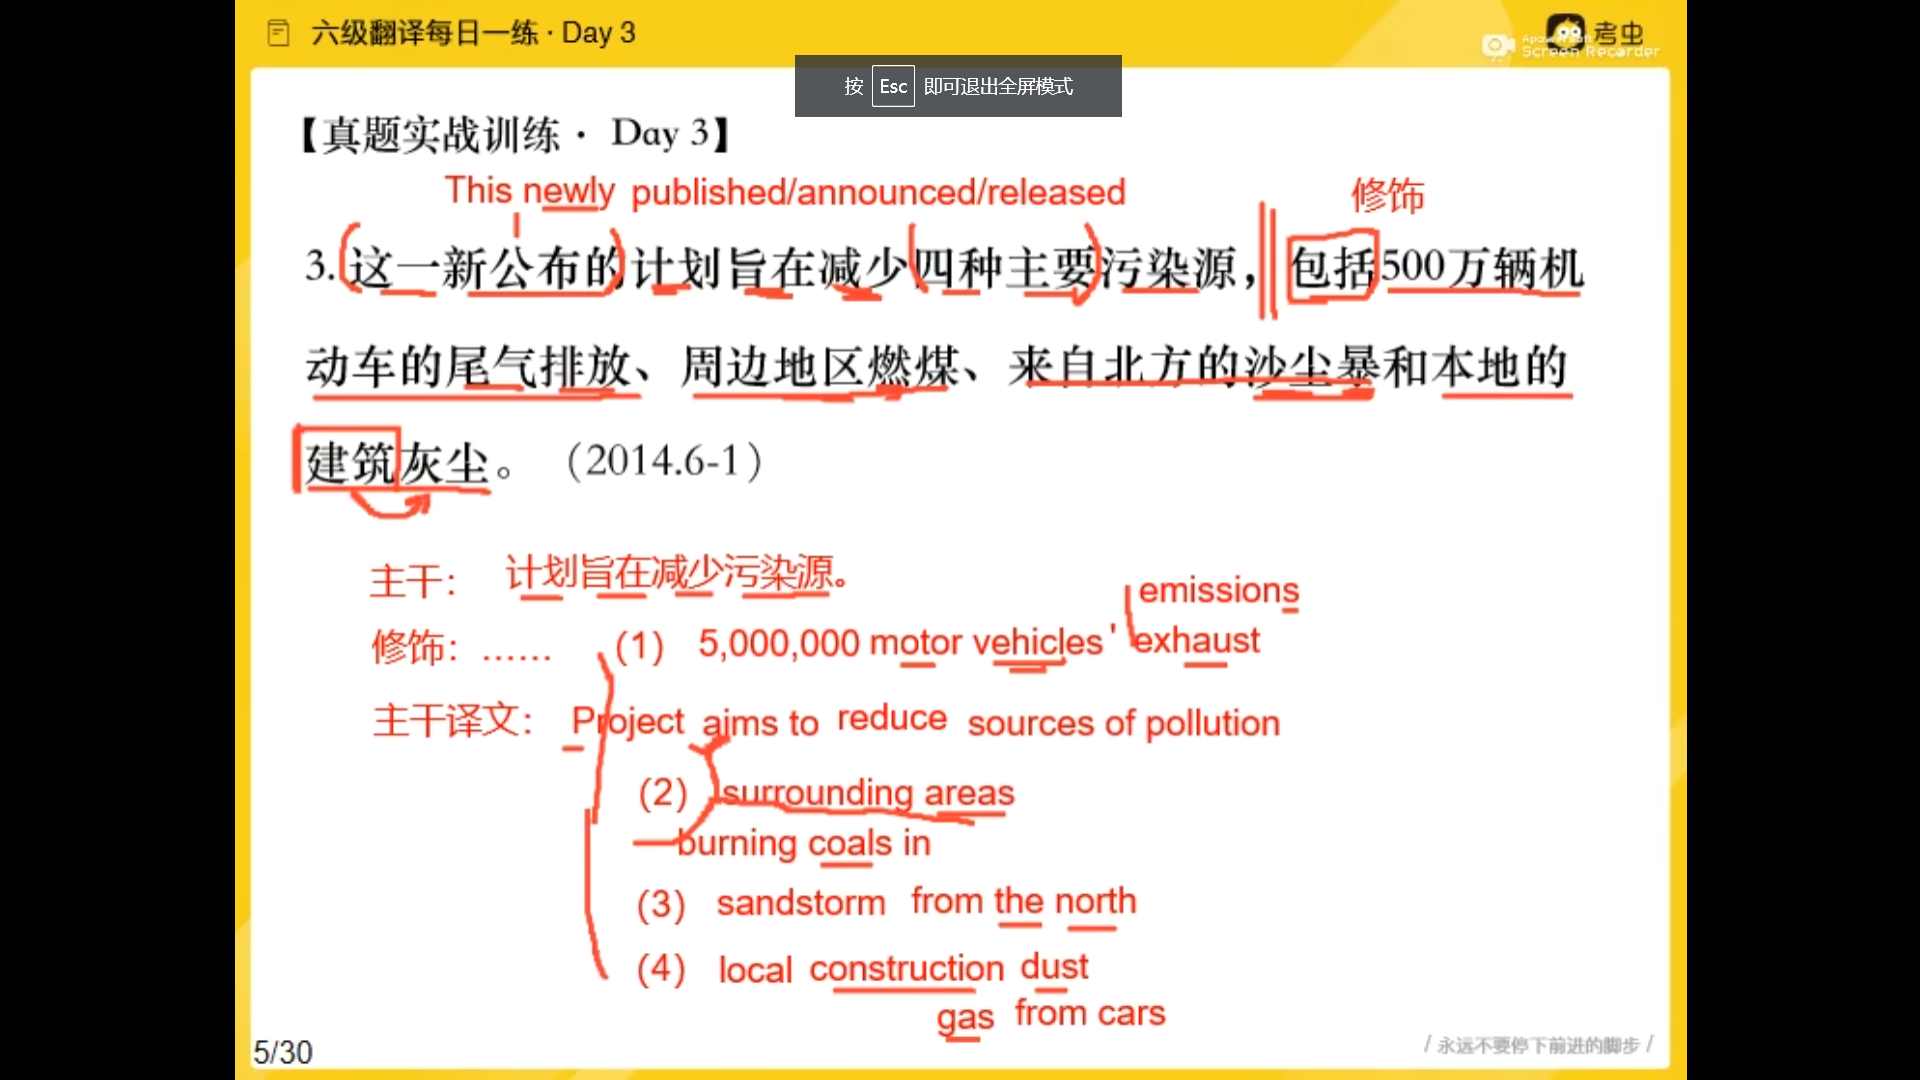 六级翻译每日一练 · Day 3
考虫
Apowersoft
Screen Recorder
按 Esc 即可退出全屏模式
【真题实战训练 · Day 3】
This newly published/announced/released
修饰
3. 这一新公布的计划旨在减少四种主要污染源，包括500万辆机
动车的尾气排放、周边地区燃煤、来自北方的沙尘暴和本地的
建筑灰尘。（2014.6-1）
主干： 计划旨在减少污染源。
emissions
修饰：…… （1） 5,000,000 motor vehicles' exhaust
主干译文： Project aims to reduce sources of pollution
（2） surrounding areas
burning coals in
（3） sandstorm from the north
（4） local construction dust
gas from cars
5/30
/ 永远不要停下前进的脚步 /